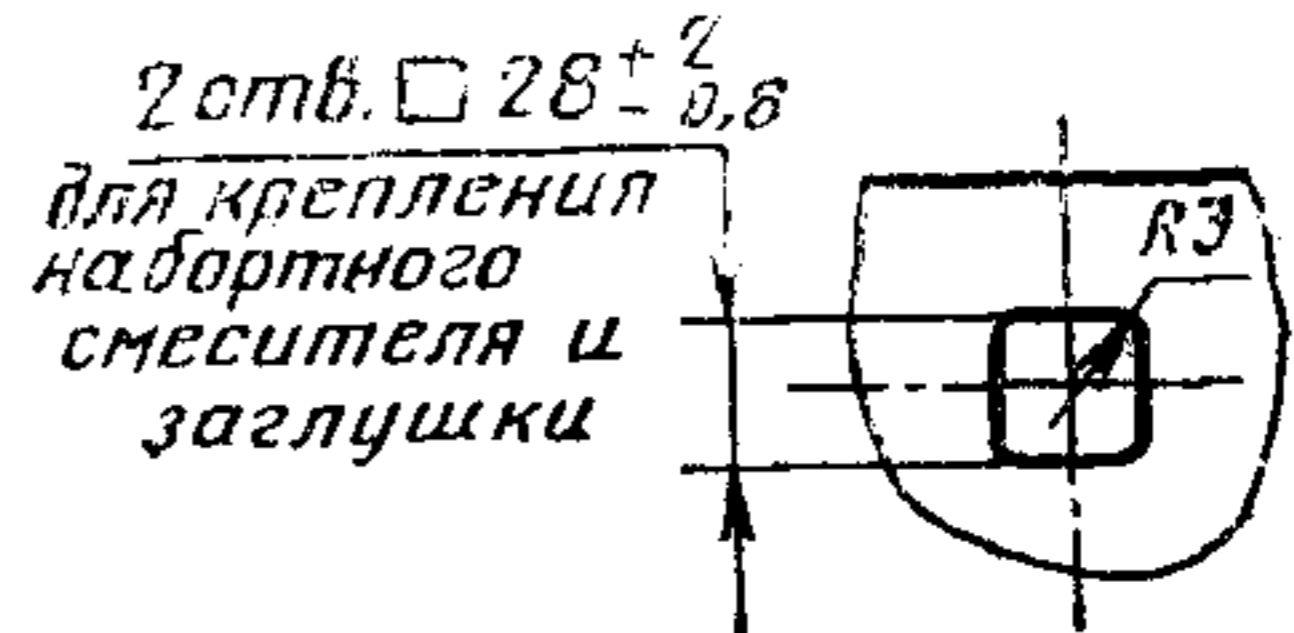 2 отв. □ 28 + 2 - 0,6
для крепления
набортного
смесителя и
заглушки
R3